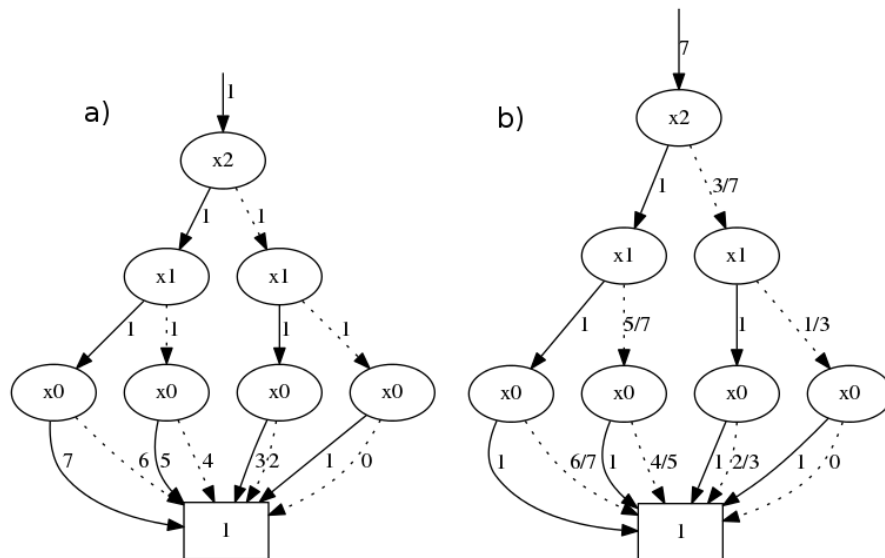 a)
1
x2
1 1
x1 x1
1 1 1 1
x0 x0 x0 x0
7 6 5 4 3 2 1 0
1
b)
7
x2
1 3/7
x1 x1
1 5/7 1 1/3
x0 x0 x0 x0
1 6/7 1 4/5 1 2/3 1 0
1